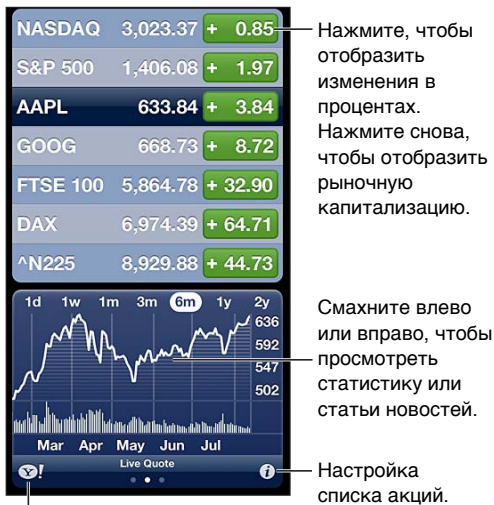 NASDAQ 3,023.37 + 0.85
S&P 500 1,406.08 + 1.97
AAPL 633.84 + 3.84
GOOG 668.73 + 8.72
FTSE 100 5,864.78 + 32.90
DAX 6,974.39 + 64.71
^N225 8,929.88 + 44.73
Нажмите, чтобы
отобразить
изменения в
процентах.
Нажмите снова,
чтобы отобразить
рыночную
капитализацию.
1d 1w 1m 3m 6m 1y 2y
636
592
547
502
Mar Apr May Jun Jul
Y! Live Quote i
Смахните влево
или вправо, чтобы
просмотреть
статистику или
статьи новостей.
Настройка
списка акций.